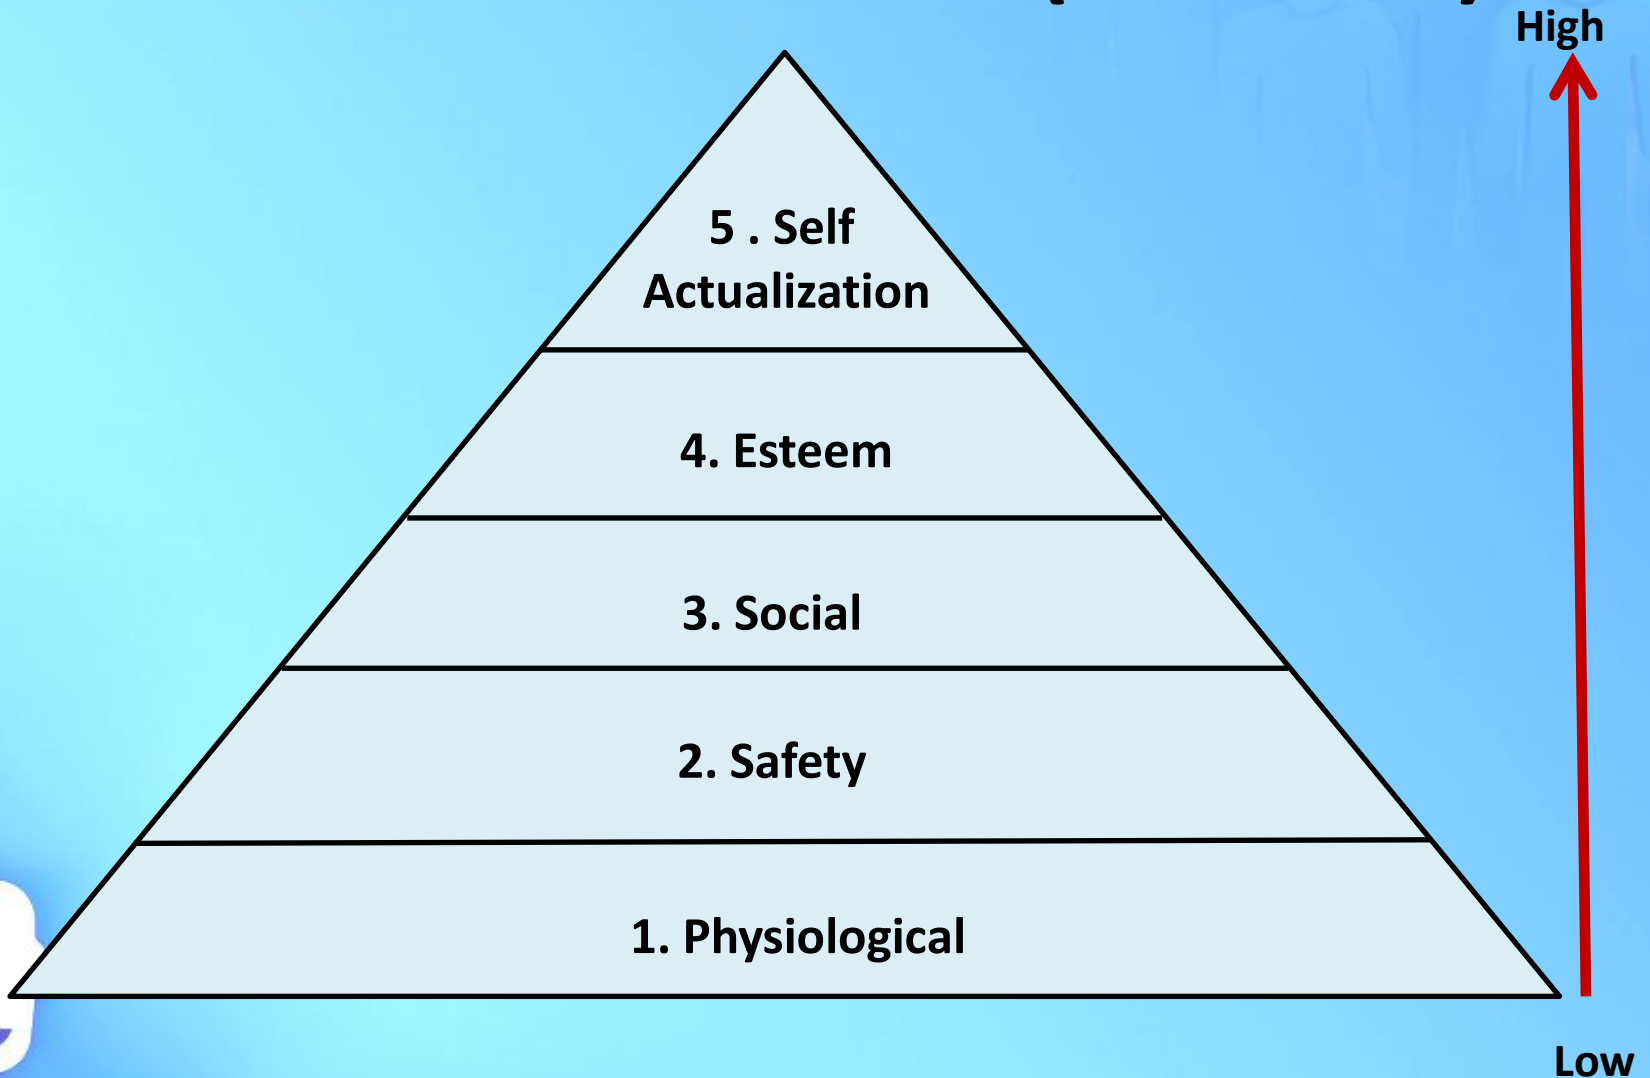 High
5 . Self
Actualization
4. Esteem
3. Social
2. Safety
1. Physiological
Low